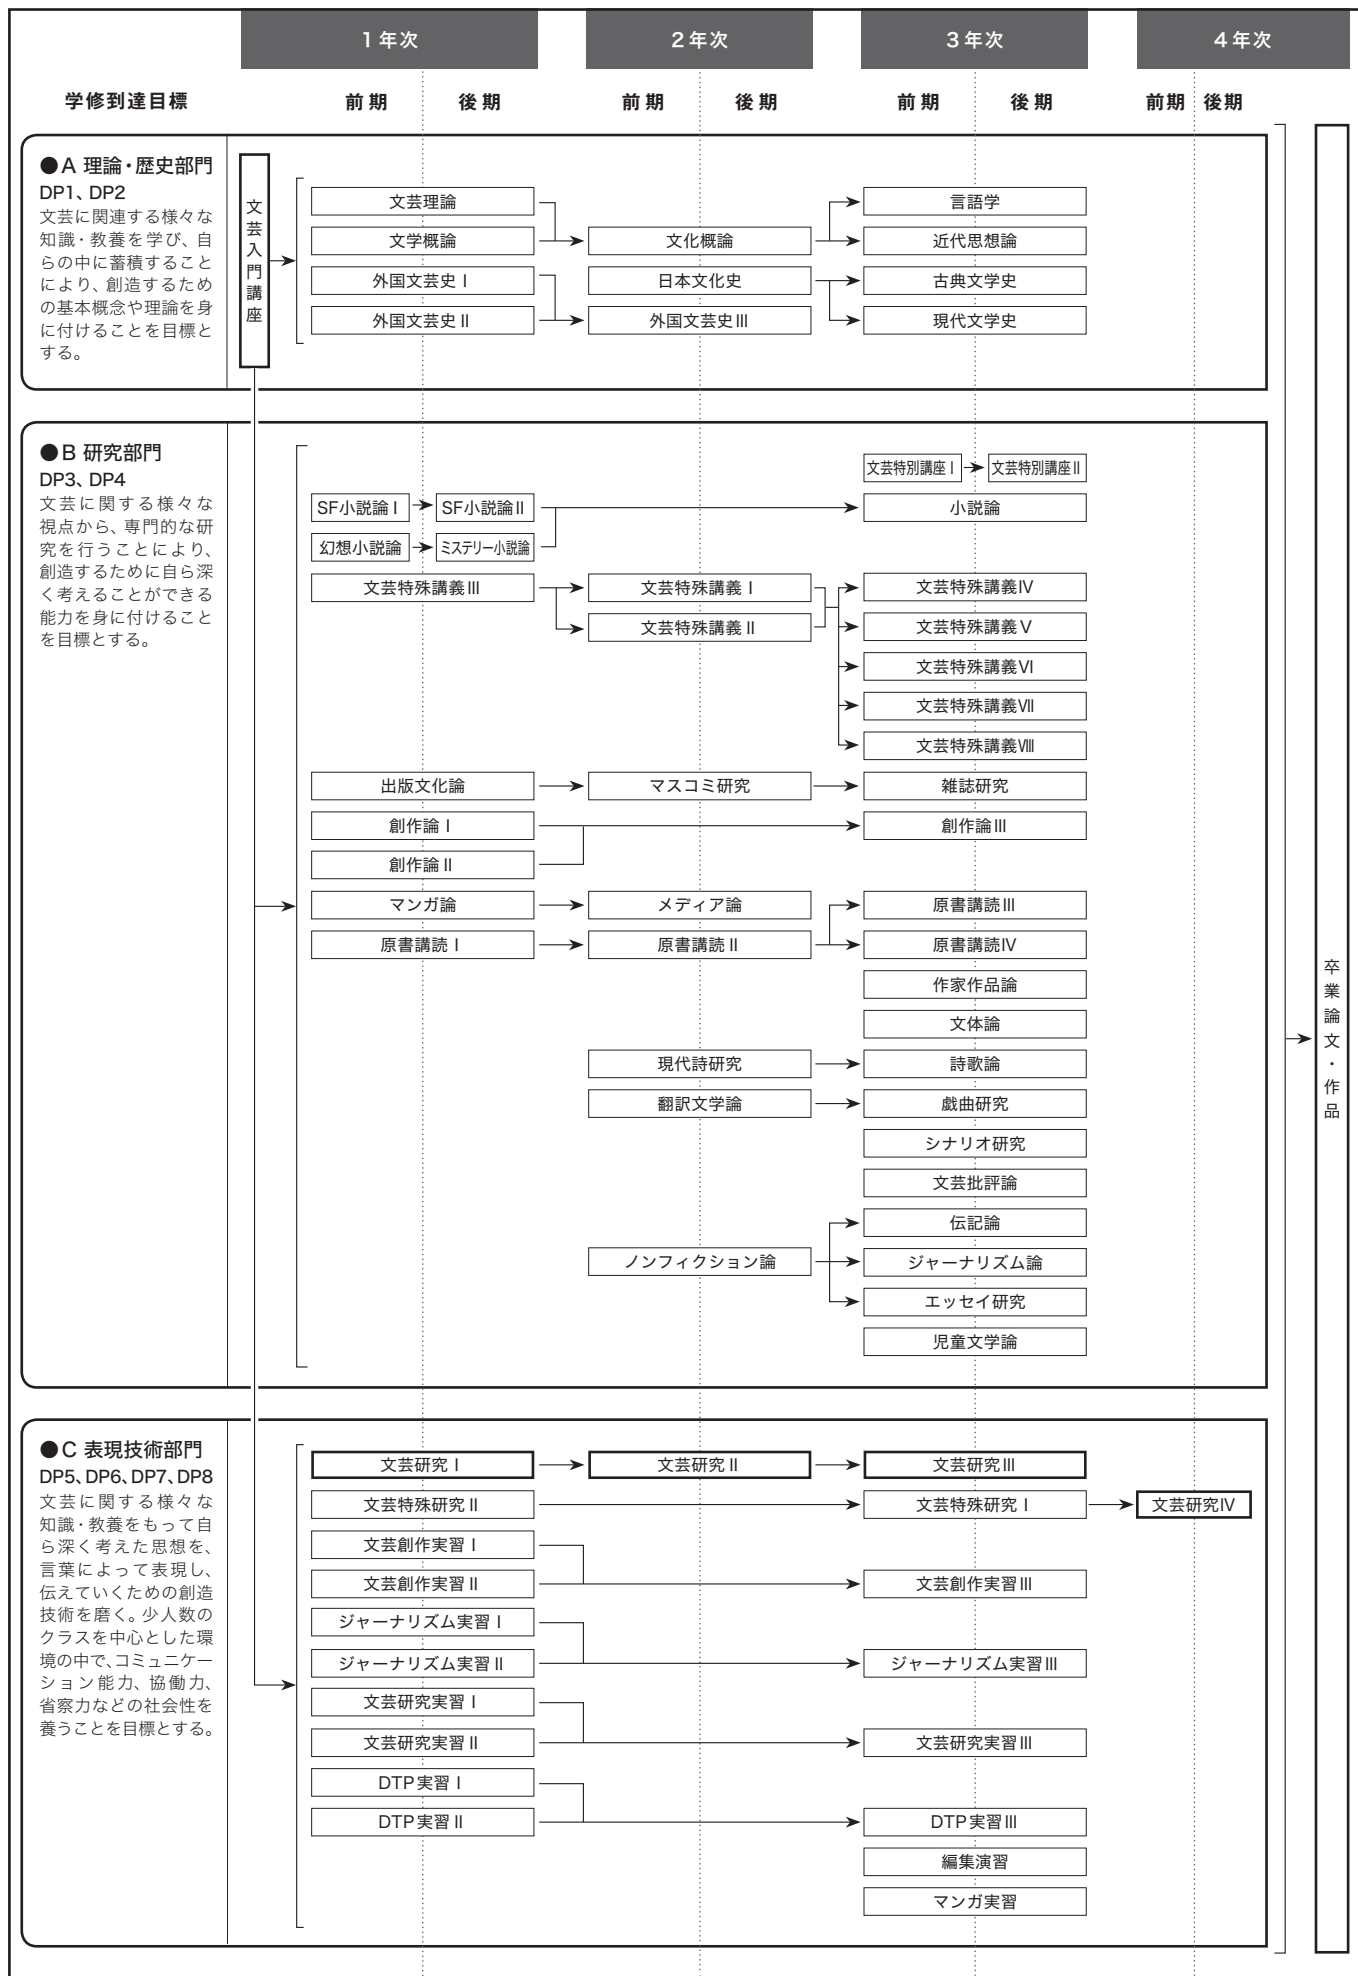 1年次
2年次
3年次
4年次
学修到達目標
前期
後期
前期
後期
前期
後期
前期
後期
●A 理論・歴史部門
DP1、DP2
文芸に関連する様々な
知識・教養を学び、自
らの中に蓄積すること
により、創造するため
の基本概念や理論を身
に付けることを目標と
する。
文芸入門講座
文芸理論
言語学
文学概論
文化概論
近代思想論
外国文芸史Ⅰ
日本文化史
古典文学史
外国文芸史Ⅱ
外国文芸史Ⅲ
現代文学史
●B 研究部門
DP3、DP4
文芸に関する様々な
視点から、専門的な研
究を行うことにより、
創造するために自ら深
く考えることができる
能力を身に付けること
を目標とする。
文芸特別講座Ⅰ
文芸特別講座Ⅱ
SF小説論Ⅰ
SF小説論Ⅱ
小説論
幻想小説論
ミステリー小説論
文芸特殊講義Ⅲ
文芸特殊講義Ⅰ
文芸特殊講義Ⅳ
文芸特殊講義Ⅱ
文芸特殊講義Ⅴ
文芸特殊講義Ⅵ
文芸特殊講義Ⅶ
文芸特殊講義Ⅷ
出版文化論
マスコミ研究
雑誌研究
創作論Ⅰ
創作論Ⅲ
創作論Ⅱ
マンガ論
メディア論
原書講読Ⅲ
原書講読Ⅰ
原書講読Ⅱ
原書講読Ⅳ
作家作品論
文体論
現代詩研究
詩歌論
翻訳文学論
戯曲研究
シナリオ研究
文芸批評論
伝記論
ノンフィクション論
ジャーナリズム論
エッセイ研究
児童文学論
●C 表現技術部門
DP5、DP6、DP7、DP8
文芸に関する様々な
知識・教養をもって自
ら深く考えた思想を、
言葉によって表現し、
伝えていくための創造
技術を磨く。少人数の
クラスを中心とした環
境の中で、コミュニケー
ション能力、協働力、
省察力などの社会性を
養うことを目標とする。
文芸研究Ⅰ
文芸研究Ⅱ
文芸研究Ⅲ
文芸特殊研究Ⅱ
文芸特殊研究Ⅰ
文芸研究Ⅳ
文芸創作実習Ⅰ
文芸創作実習Ⅱ
文芸創作実習Ⅲ
ジャーナリズム実習Ⅰ
ジャーナリズム実習Ⅱ
ジャーナリズム実習Ⅲ
文芸研究実習Ⅰ
文芸研究実習Ⅱ
文芸研究実習Ⅲ
DTP実習Ⅰ
DTP実習Ⅱ
DTP実習Ⅲ
編集演習
マンガ実習
卒業論文・作品